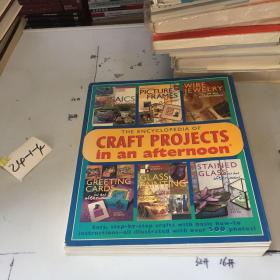 PICTURE
FRAMES
WIRE
JEWELRY
THE ENCYCLOPEDIA OF
CRAFT PROJECTS
in an afternoon
GREETING
CARDS
GLASS
PAINTING
STAINED
GLASS
Easy, step-by-step crafts with basic how-to
instructions-all illustrated with over 500 photos!